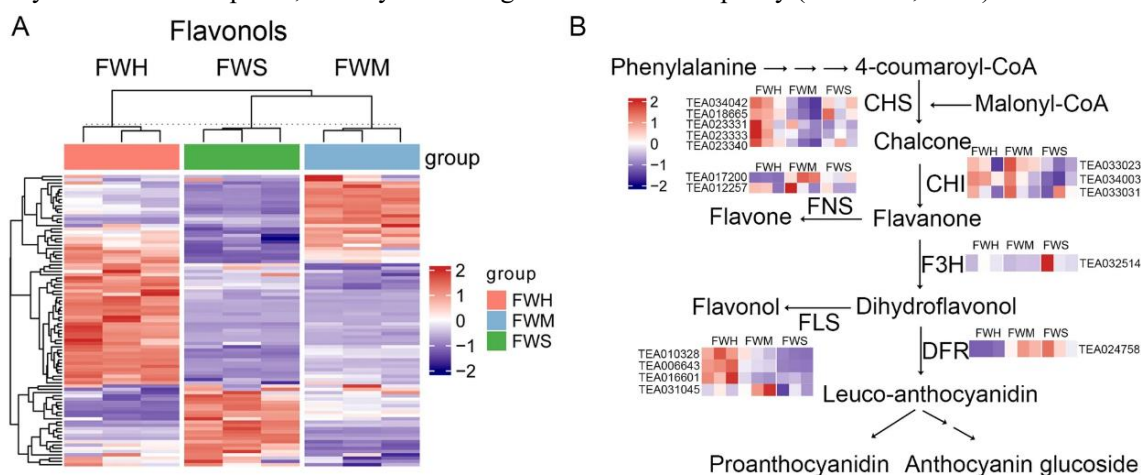 A
Flavonols
FWH FWS FWM
group
2
1
0
−1
−2
group
FWH
FWM
FWS
B
Phenylalanine 4-coumaroyl-CoA
FWH FWM FWS
2
1
0
−1
−2
TEA034042
TEA018665
TEA023331
TEA023333
TEA023340
CHS
Malonyl-CoA
Chalcone
FWH FWM FWS
TEA017200
TEA012257
CHI
FWH FWM FWS
TEA033023
TEA034003
TEA033031
Flavone
FNS
Flavanone
F3H
FWH FWM FWS
TEA032514
Flavonol
FLS
Dihydroflavonol
FWH FWM FWS
TEA010328
TEA006643
TEA016601
TEA031045
DFR
FWH FWM FWS
TEA024758
Leuco-anthocyanidin
Proanthocyanidin Anthocyanin glucoside